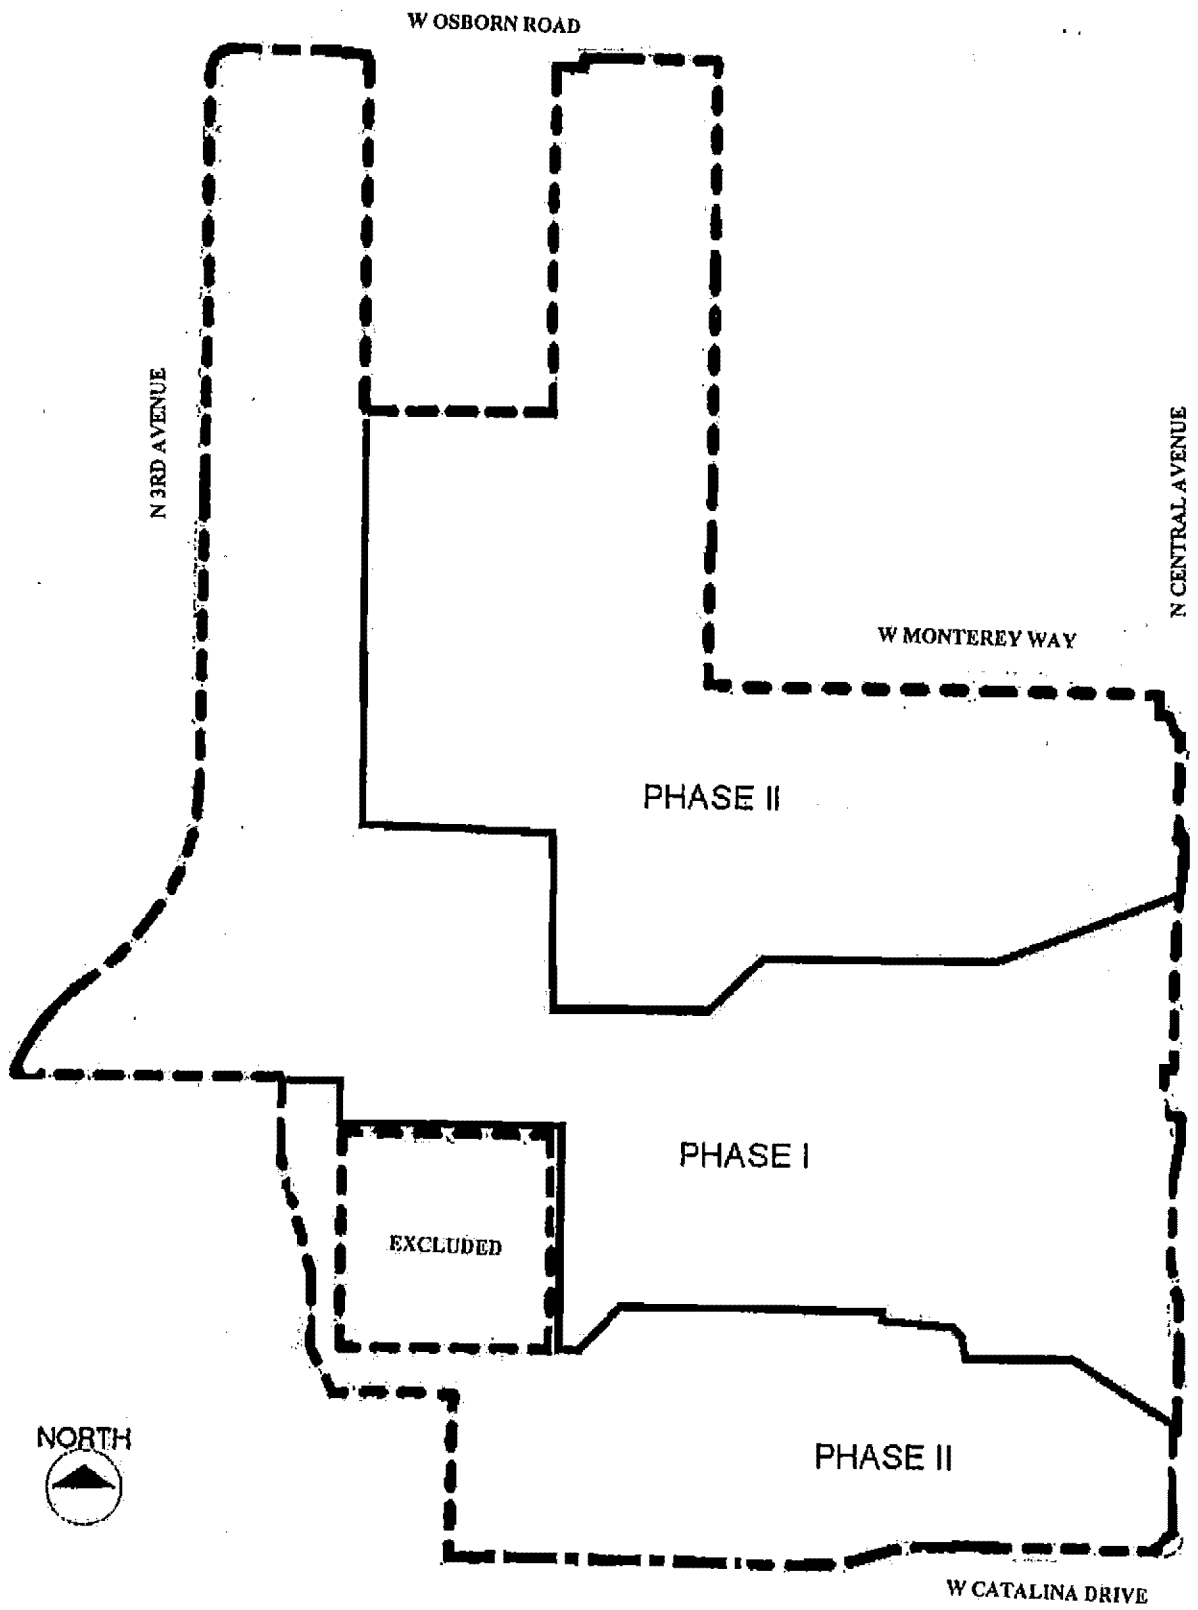 W OSBORN ROAD
N 3RD AVENUE
N CENTRAL AVENUE
W MONTEREY WAY
PHASE II
PHASE I
EXCLUDED
NORTH
PHASE II
W CATALINA DRIVE